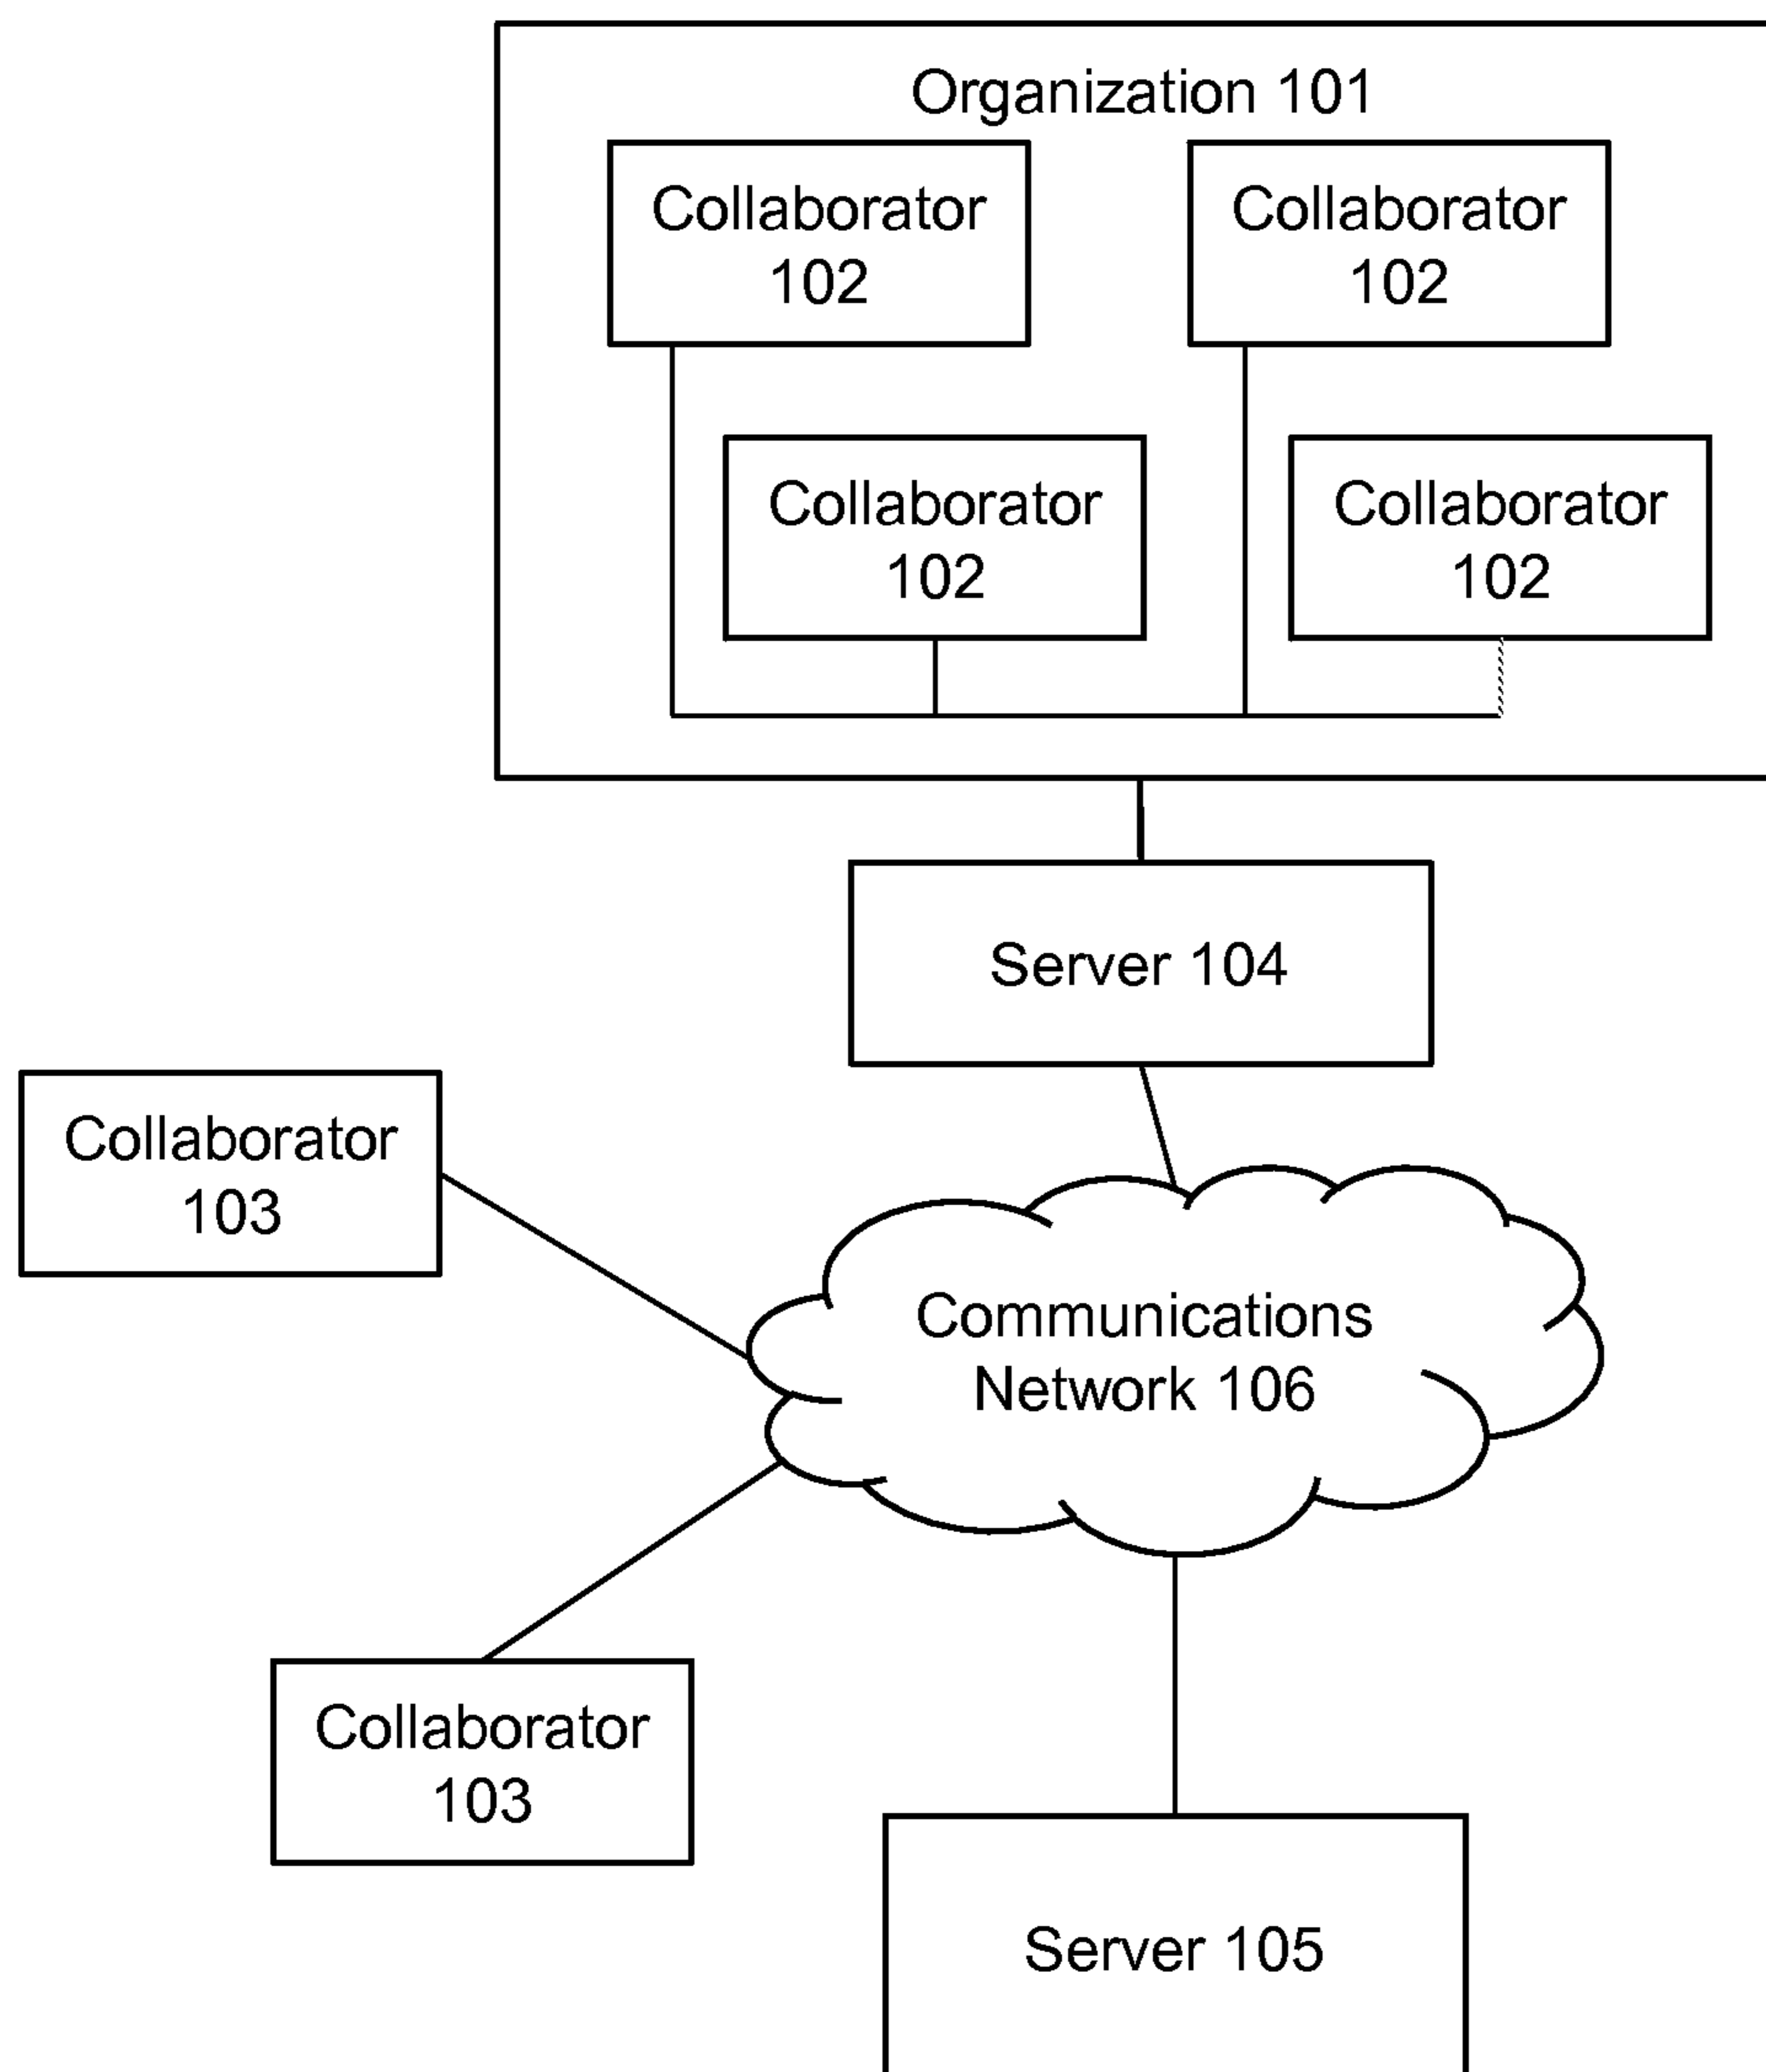 Organization 101
Collaborator
102
Collaborator
102
Collaborator
102
Collaborator
102
Server 104
Collaborator
103
Communications
Network 106
Collaborator
103
Server 105